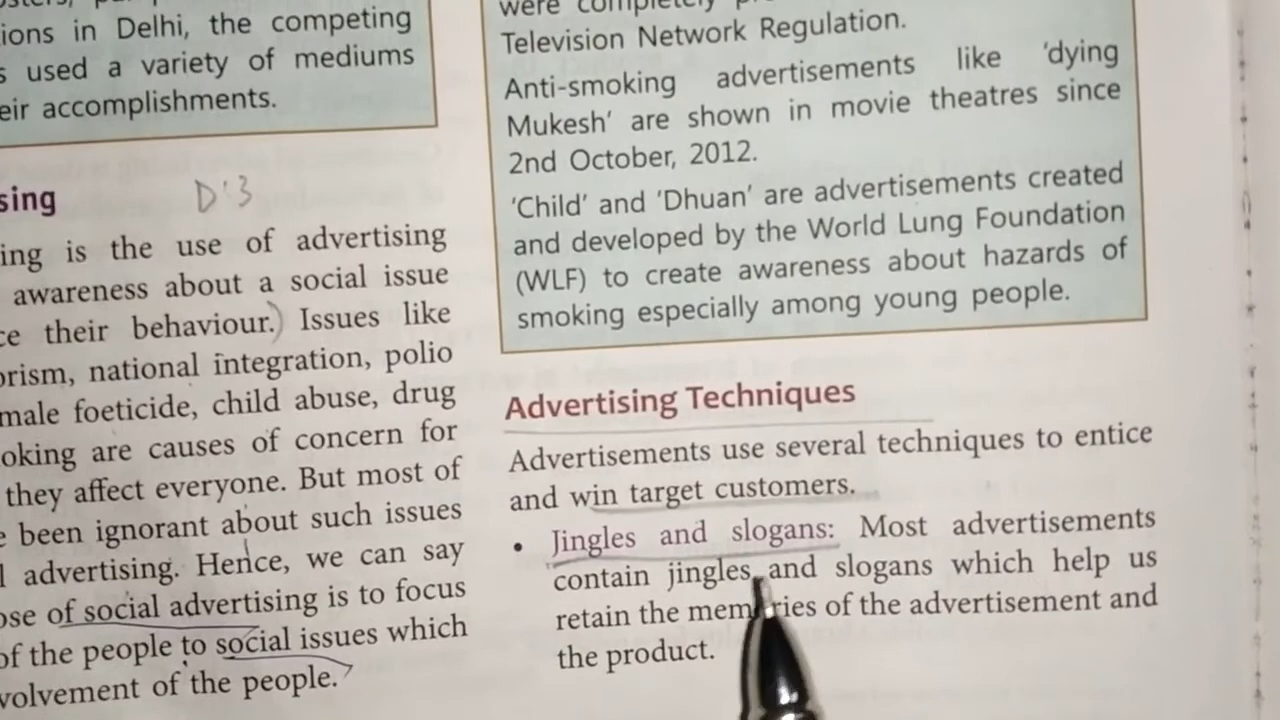 ions in Delhi, the competing
s used a variety of mediums
eir accomplishments.
sing
D'3
ing is the use of advertising
awareness about a social issue
ce their behaviour.) Issues like
orism, national integration, polio
male foeticide, child abuse, drug
oking are causes of concern for
they affect everyone. But most of
e been ignorant about such issues
l advertising. Hence, we can say
ose of social advertising is to focus
of the people to social issues which
volvement of the people.
were completely
Television Network Regulation.
Anti-smoking advertisements like 'dying
Mukesh' are shown in movie theatres since
2nd October, 2012.
'Child' and 'Dhuan' are advertisements created
and developed by the World Lung Foundation
(WLF) to create awareness about hazards of
smoking especially among young people.
Advertising Techniques
Advertisements use several techniques to entice
and win target customers.
• Jingles and slogans: Most advertisements
contain jingles and slogans which help us
retain the memories of the advertisement and
the product.